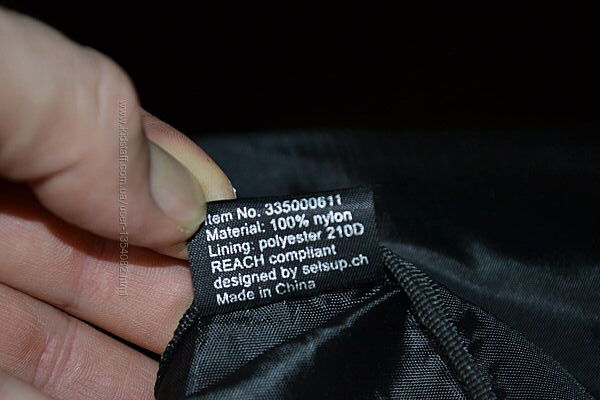 Item No. 335000611
Material: 100% nylon
Lining: polyester 210D
REACH compliant
designed by selsup.ch
Made in China